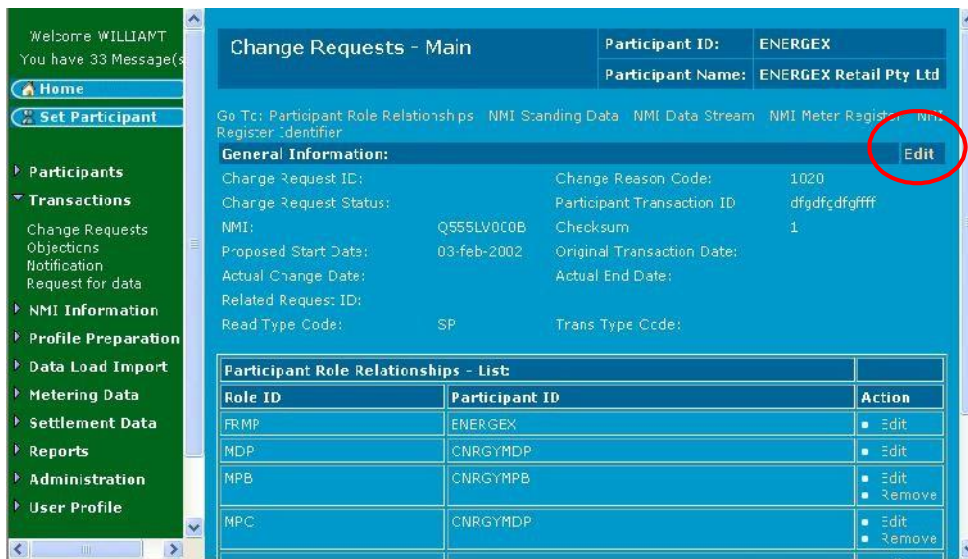 Welcome WILLIAMT
You have 33 Message(s
Home
Set Participant
Participants
Transactions
Change Requests
Objections
Notification
Request for data
NMI Information
Profile Preparation
Data Load Import
Metering Data
Settlement Data
Reports
Administration
User Profile
Change Requests - Main
Participant ID: ENERGEX
Participant Name: ENERGEX Retail Pty Ltd
Go To: Participant Role Relationships NMI Standing Data NMI Data Stream NMI Meter Register NMI
Register Identifier
General Information: Edit
Change Request ID: Change Reason Code: 1020
Change Request Status: Participant Transaction ID dfgdfgdfgffff
NMI: Checksum 1
Proposed Start Date: 03-feb-2002 Original Transaction Date:
Actual Change Date: Actual End Date:
Related Request ID:
Read Type Code: SP Trans Type Code:
Participant Role Relationships - List:
Role ID Participant ID Action
FRMP ENERGEX Edit
MDP CNRGYMDP Edit
MPB CNRGYMPB Edit
Remove
MPC CNRGYMDP Edit
Remove